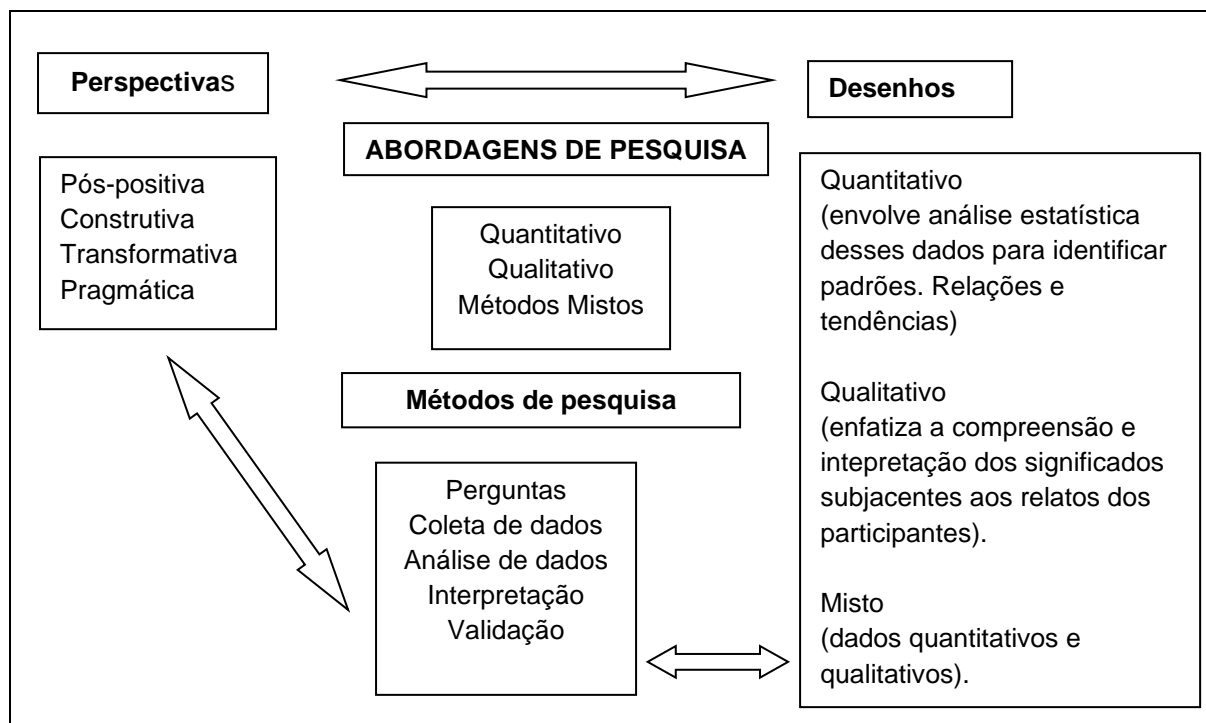 Perspectivas
Desenhos
ABORDAGENS DE PESQUISA
Pós-positiva
Construtiva
Transformativa
Pragmática
Quantitativo
Qualitativo
Métodos Mistos
Métodos de pesquisa
Perguntas
Coleta de dados
Análise de dados
Interpretação
Validação
Quantitativo
(envolve análise estatística
desses dados para identificar
padrões. Relações e
tendências)
Qualitativo
(enfatiza a compreensão e
intepretação dos significados
subjacentes aos relatos dos
participantes).
Misto
(dados quantitativos e
qualitativos).